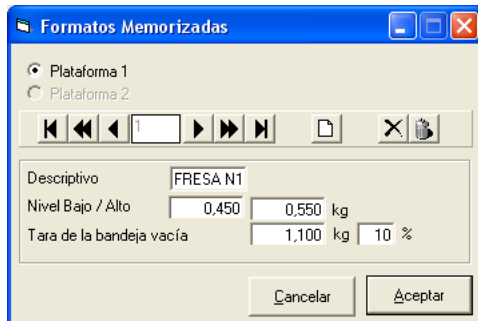 Formatos Memorizadas
Plataforma 1
Plataforma 2
1
Descriptivo FRESA N1
Nivel Bajo / Alto 0,450 0,550 kg
Tara de la bandeja vacía 1,100 kg 10 %
Cancelar Aceptar